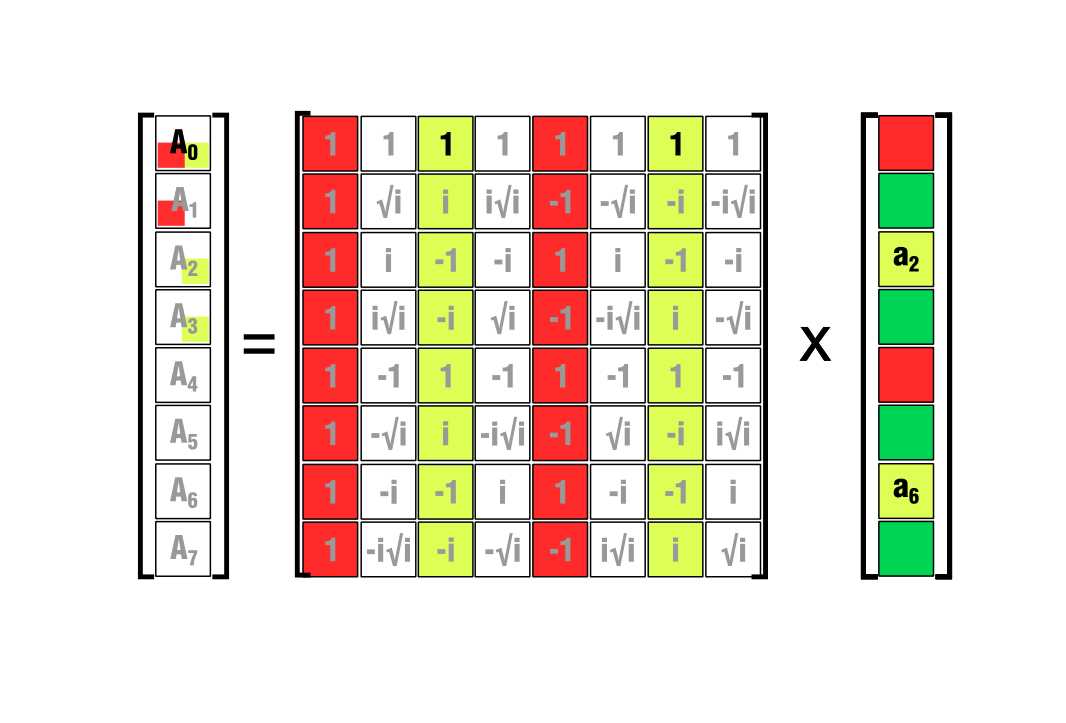 A0 1 1 1 1 1 1 1 1
A1 1 √i i i√i -1 -√i -i -i√i
A2 1 i -1 -i 1 i -1 -i a2
A3 1 i√i -i √i -1 -i√i i -√i
= x
A4 1 -1 1 -1 1 -1 1 -1
A5 1 -√i i -i√i -1 √i -i i√i
A6 1 -i -1 i 1 -i -1 i a6
A7 1 -i√i -i -√i -1 i√i i √i